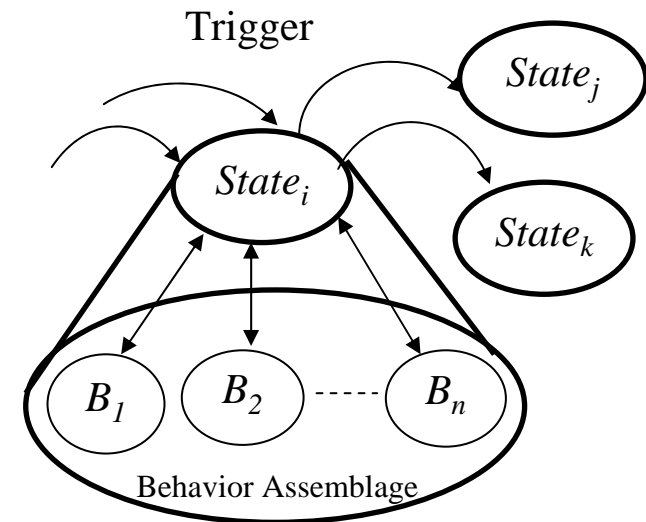 Trigger
State_j
State_i
State_k
B_1 B_2 B_n
Behavior Assemblage